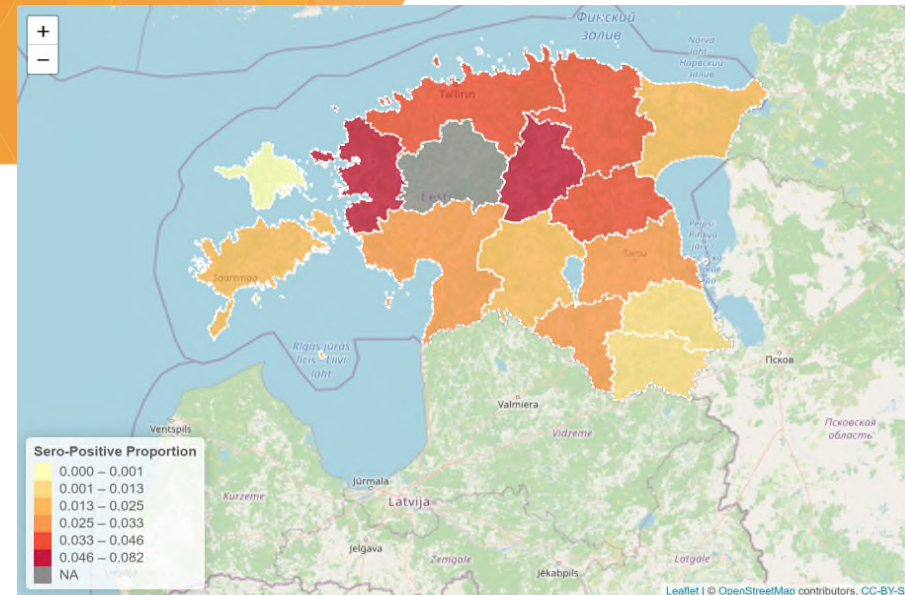 +
−
Финский
залив
Narva
laht
Нарвский
залив
Tallinn
Eesti
Saaremaa
Tartu
Rīgas jūras
līcis - Liivi
laht
Псков
Псковская
область
Valmiera
Vidzeme
Ventspils
Jūrmala
Kurzeme
Latvija
Jelgava
Zemgale
Jēkabpils
Latgale
Sero-Positive Proportion
0.000 – 0.001
0.001 – 0.013
0.013 – 0.025
0.025 – 0.033
0.033 – 0.046
0.046 – 0.082
NA
Leaflet | © OpenStreetMap contributors, CC-BY-S